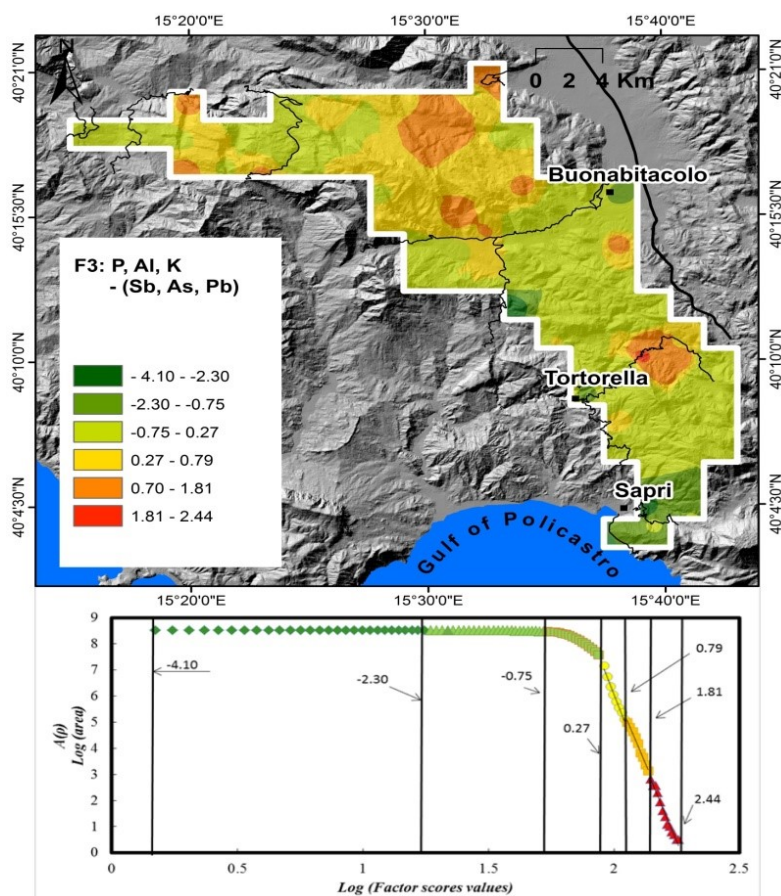 15°20'0"E
15°30'0"E
15°40'0"E
40°21'0"N
40°21'0"N
N
0 2 4 Km
Buonabitacolo
40°15'30"N
40°15'30"N
F3: P, Al, K
- (Sb, As, Pb)
- 4.10 - -2.30
-2.30 - -0.75
-0.75 - 0.27
0.27 - 0.79
0.70 - 1.81
1.81 - 2.44
40°10'0"N
40°10'0"N
Tortorella
Sapri
40°4'30"N
40°4'30"N
Gulf of Policastro
15°20'0"E
15°30'0"E
15°40'0"E
9
8
7
6
5
4
3
2
1
0
A(ρ)
Log (area)
-4.10
-2.30
-0.75
0.27
0.79
1.81
2.44
0
0.5
1
1.5
2
2.5
Log (Factor scores values)